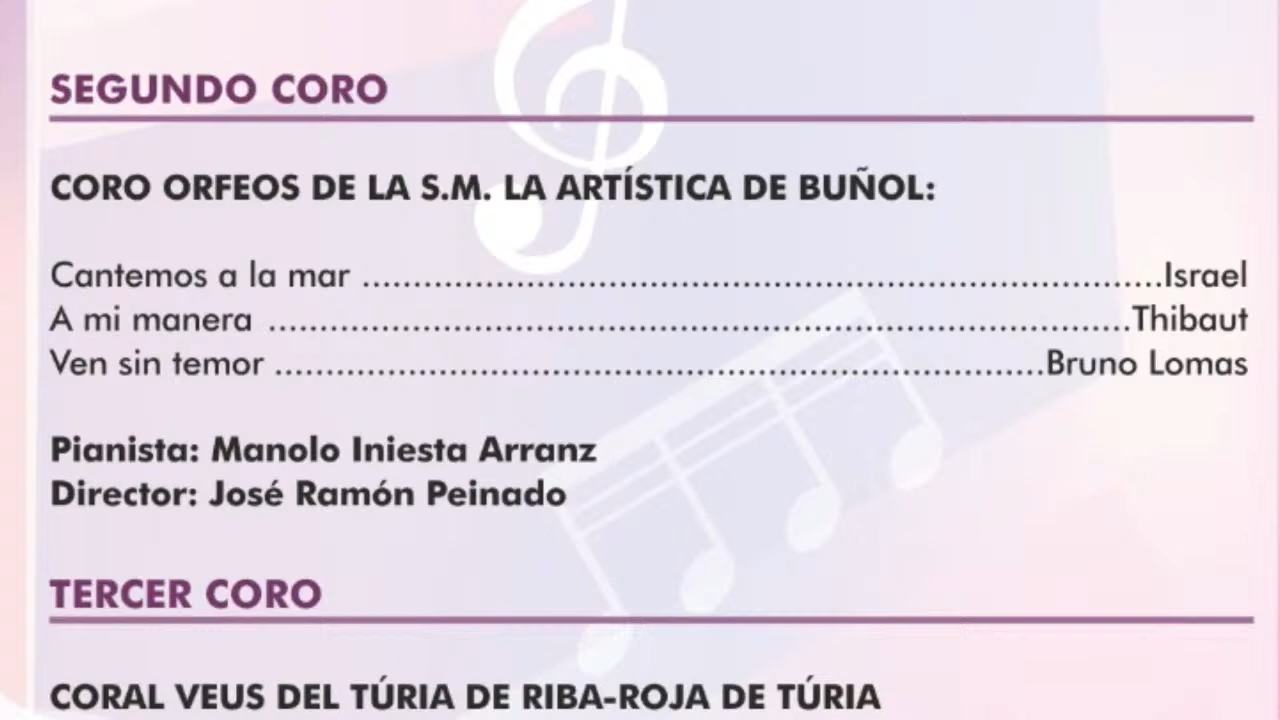 SEGUNDO CORO
CORO ORFEOS DE LA S.M. LA ARTÍSTICA DE BUÑOL:
Cantemos a la mar ............................................................................................Israel
A mi manera ....................................................................................................Thibaut
Ven sin temor .........................................................................................Bruno Lomas
Pianista: Manolo Iniesta Arranz
Director: José Ramón Peinado
TERCER CORO
CORAL VEUS DEL TÚRIA DE RIBA-ROJA DE TÚRIA